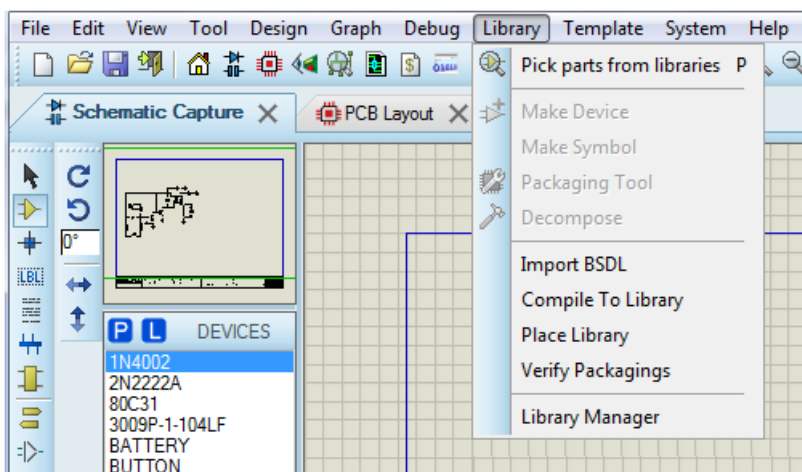 File Edit View Tool Design Graph Debug Library Template System Help
Schematic Capture
PCB Layout
Pick parts from libraries P
Make Device
Make Symbol
Packaging Tool
Decompose
Import BSDL
Compile To Library
Place Library
Verify Packagings
Library Manager
0°
LBL
P L DEVICES
1N4002
2N2222A
80C31
3009P-1-104LF
BATTERY
BUTTON